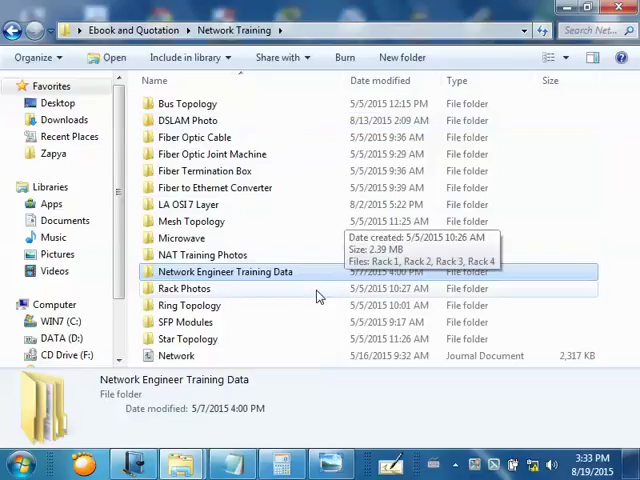 Ebook and Quotation
Network Training
Search Net...
Organize
Open
Include in library
Share with
Burn
New folder
Name
Date modified
Type
Size
Favorites
Desktop
Downloads
Recent Places
Zapya
Libraries
Apps
Documents
Music
Pictures
Videos
Computer
WIN7 (C:)
DATA (D:)
CD Drive (F:)
Bus Topology 5/5/2015 12:15 PM File folder
DSLAM Photo 8/13/2015 2:09 AM File folder
Fiber Optic Cable 5/5/2015 9:36 AM File folder
Fiber Optic Joint Machine 5/5/2015 9:29 AM File folder
Fiber Termination Box 5/5/2015 9:36 AM File folder
Fiber to Ethernet Converter 5/5/2015 9:36 AM File folder
LA OSI 7 Layer 8/2/2015 5:22 PM File folder
Mesh Topology 5/5/2015 11:25 AM File folder
Microwave
NAT Training Photos
Date created: 5/5/2015 10:26 AM
Size: 2.39 MB
Files: Rack 1, Rack 2, Rack 3, Rack 4
Network Engineer Training Data 5/7/2015 4:00 PM File folder
Rack Photos 5/5/2015 10:27 AM File folder
Ring Topology 5/5/2015 10:01 AM File folder
SFP Modules 5/5/2015 9:17 AM File folder
Star Topology 5/5/2015 11:26 AM File folder
Network 5/16/2015 9:32 AM Journal Document 2,317 KB
Network Engineer Training Data
File folder
Date modified: 5/7/2015 4:00 PM
3:33 PM
8/19/2015